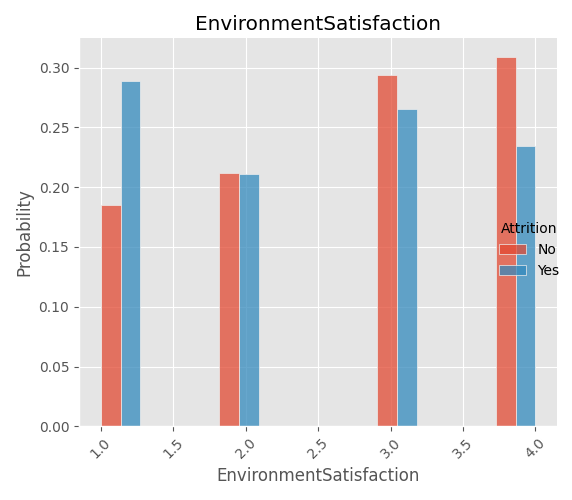 EnvironmentSatisfaction
Probability
0.30
0.25
0.20
0.15
0.10
0.05
0.00
Attrition
No
Yes
1.0 1.5 2.0 2.5 3.0 3.5 4.0
EnvironmentSatisfaction